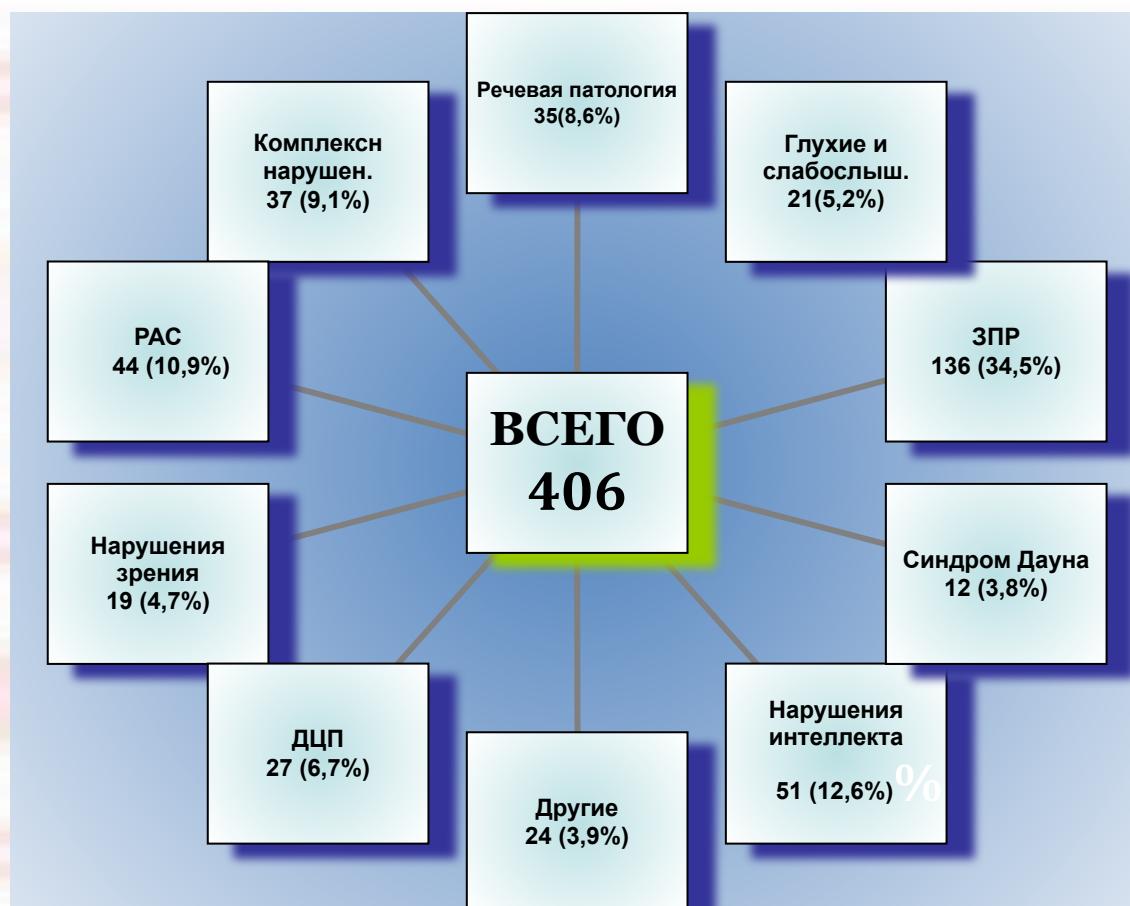 Речевая патология
35(8,6%)
Глухие и
слабослыш.
21(5,2%)
Комплексн
нарушен.
37 (9,1%)
РАС
44 (10,9%)
ЗПР
136 (34,5%)
ВСЕГО
406
Нарушения
зрения
19 (4,7%)
Синдром Дауна
12 (3,8%)
ДЦП
27 (6,7%)
Нарушения
интеллекта
51 (12,6%)%
Другие
24 (3,9%)